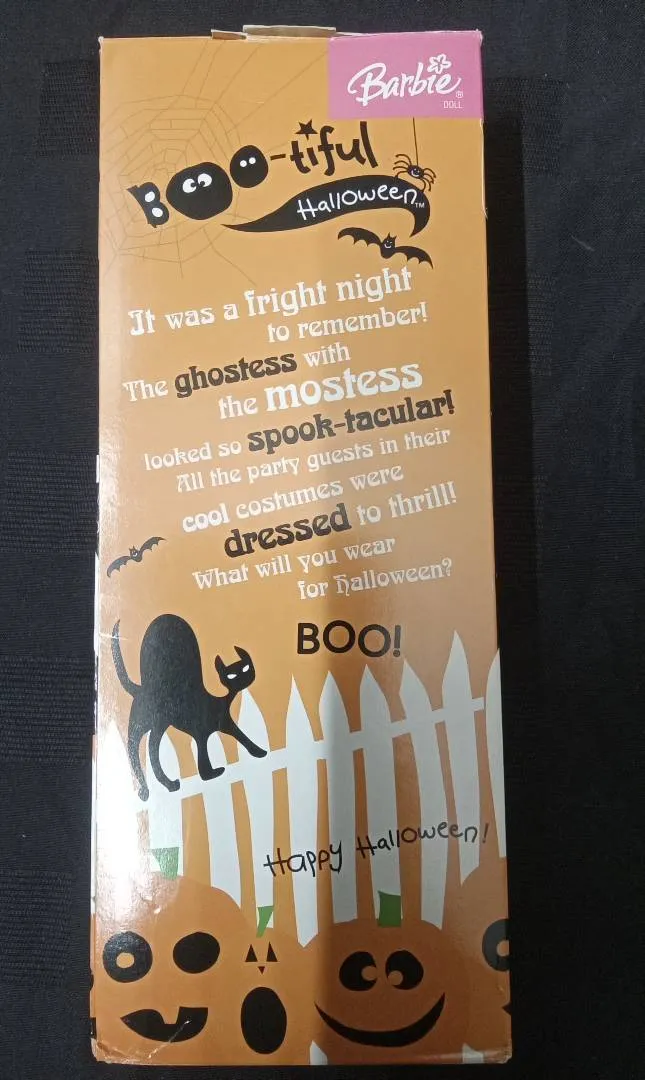 Barbie®
DOLL
BOO-tiful
Halloween™
It was a fright night
to remember!
The ghostess with
the mostess
looked so spook-tacular!
All the party guests in their
cool costumes were
dressed to thrill!
What will you wear
for Halloween?
BOO!
Happy Halloween!